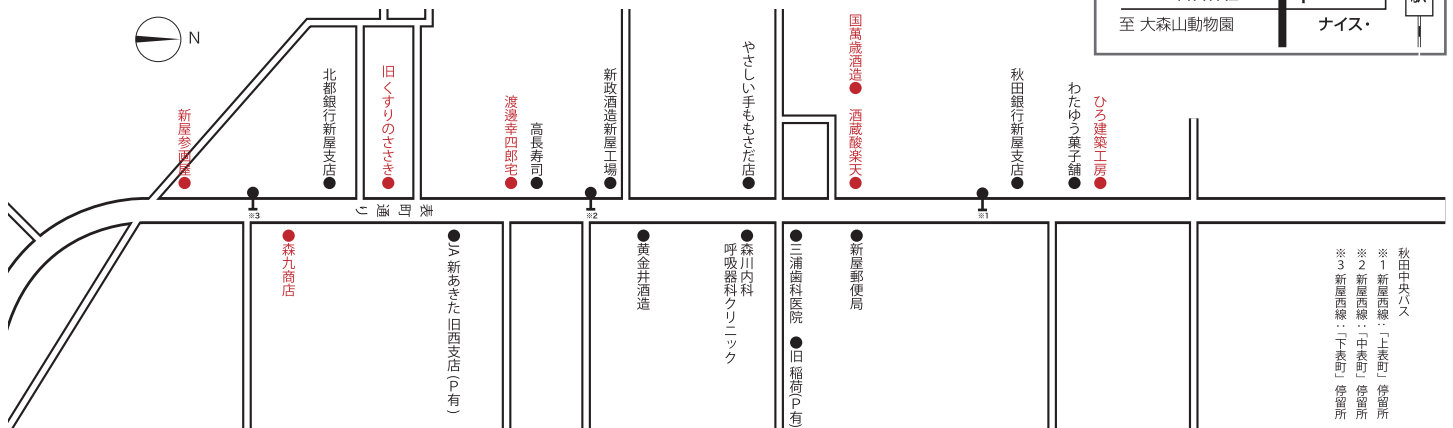 N
至 大森山動物園
ナイス・
新屋参画屋
北都銀行新屋支店
旧 くすりのささき
渡邊幸四郎宅
高長寿司
新政酒造新屋工場
やさしい手ももさだ店
国萬歳酒造
酒蔵酸楽天
秋田銀行新屋支店
わたゆう菓子舗
ひろ建築工房
※3
※2
※1
表町通り
森九商店
JA 新あきた 旧西支店(P有)
黄金井酒造
森川内科
呼吸器科クリニック
三浦歯科医院
旧 稲荷(P有)
新屋郵便局
秋田中央バス
※1 新屋西線:「上表町」停留所
※2 新屋西線:「中表町」停留所
※3 新屋西線:「下表町」停留所